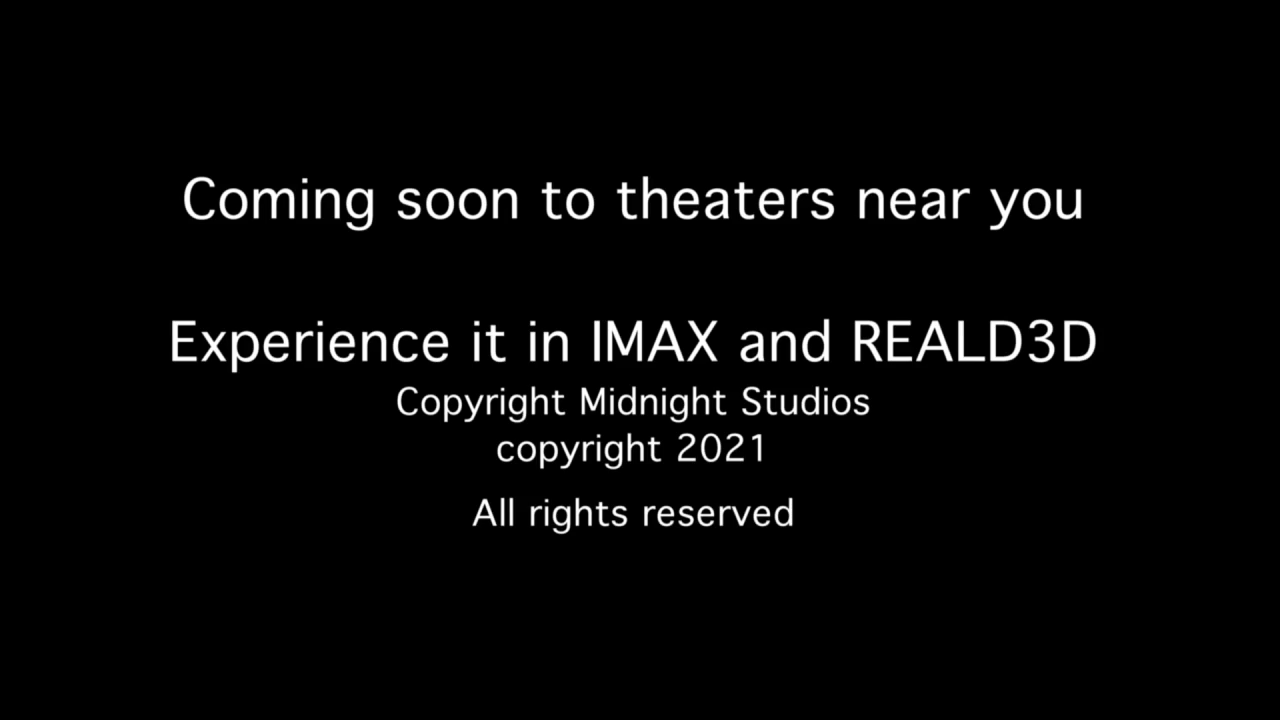 Coming soon to theaters near you
Experience it in IMAX and REALD3D
Copyright Midnight Studios
copyright 2021
All rights reserved